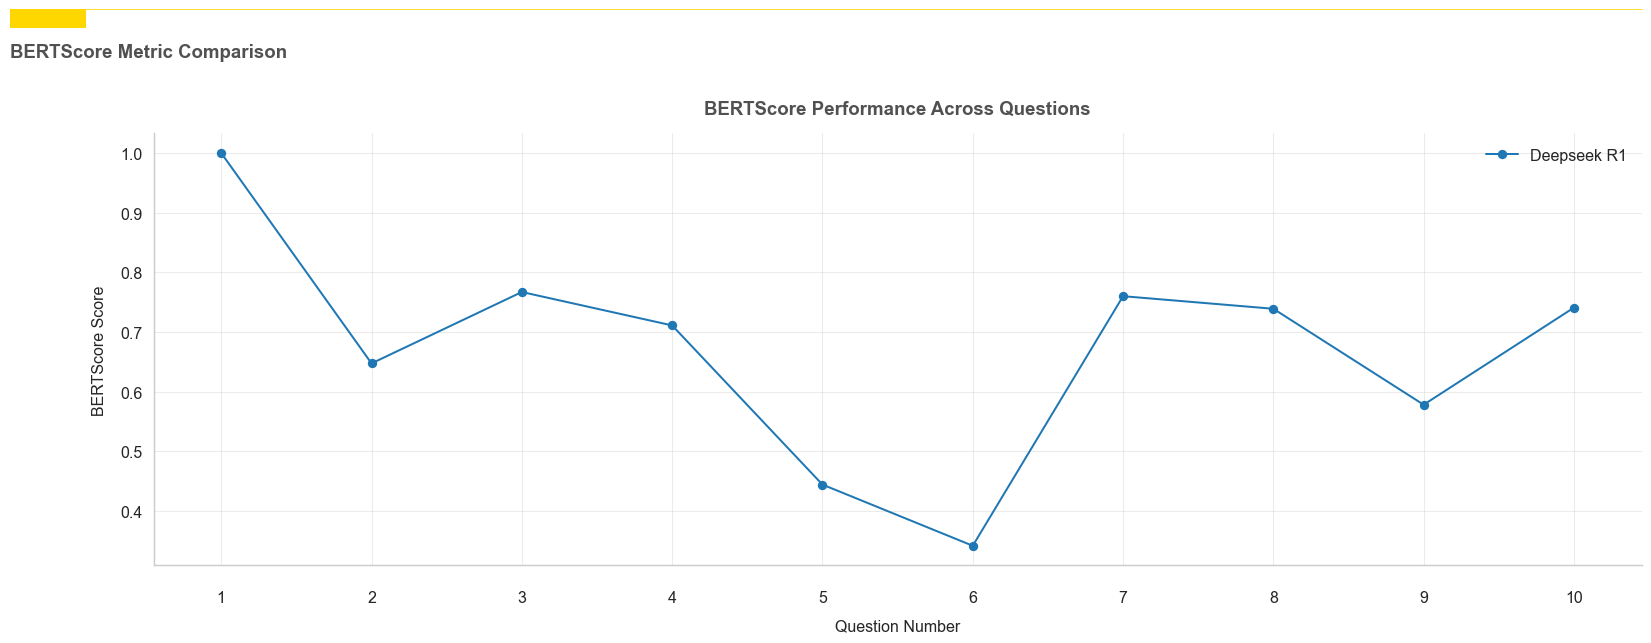 BERTScore Metric Comparison
BERTScore Performance Across Questions
Deepseek R1
BERTScore Score
1.0
0.9
0.8
0.7
0.6
0.5
0.4
1 2 3 4 5 6 7 8 9 10
Question Number